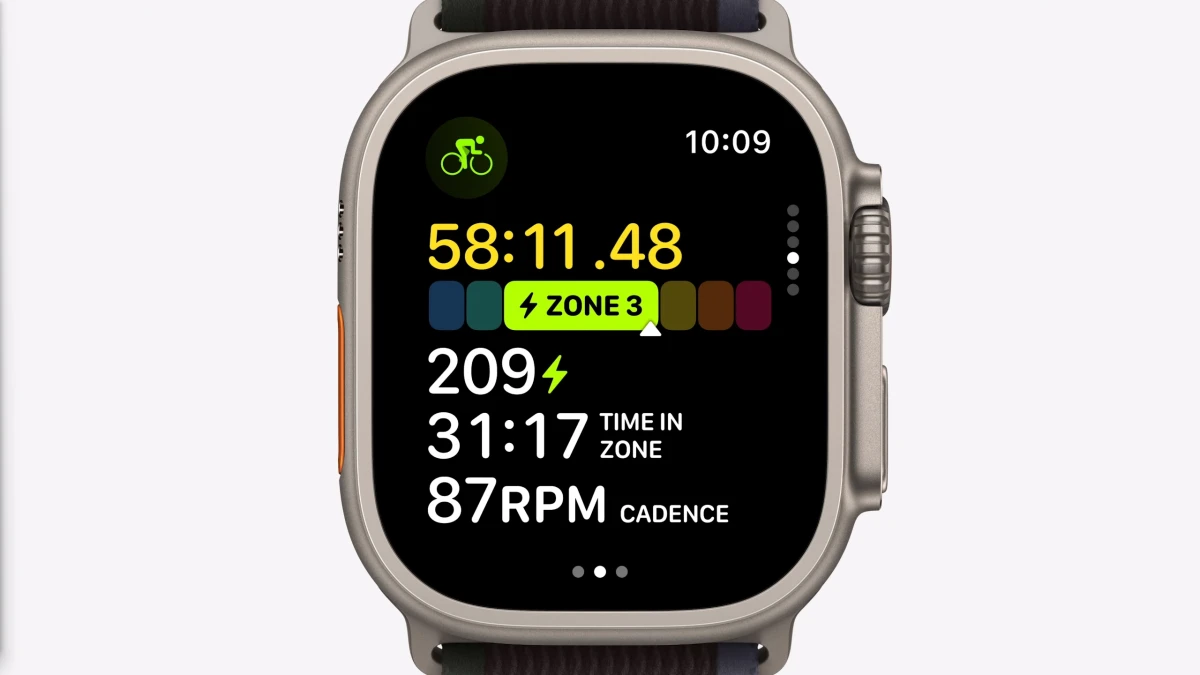 10:09
58:11.48
ZONE 3
209
31:17 TIME IN
ZONE
87RPM CADENCE